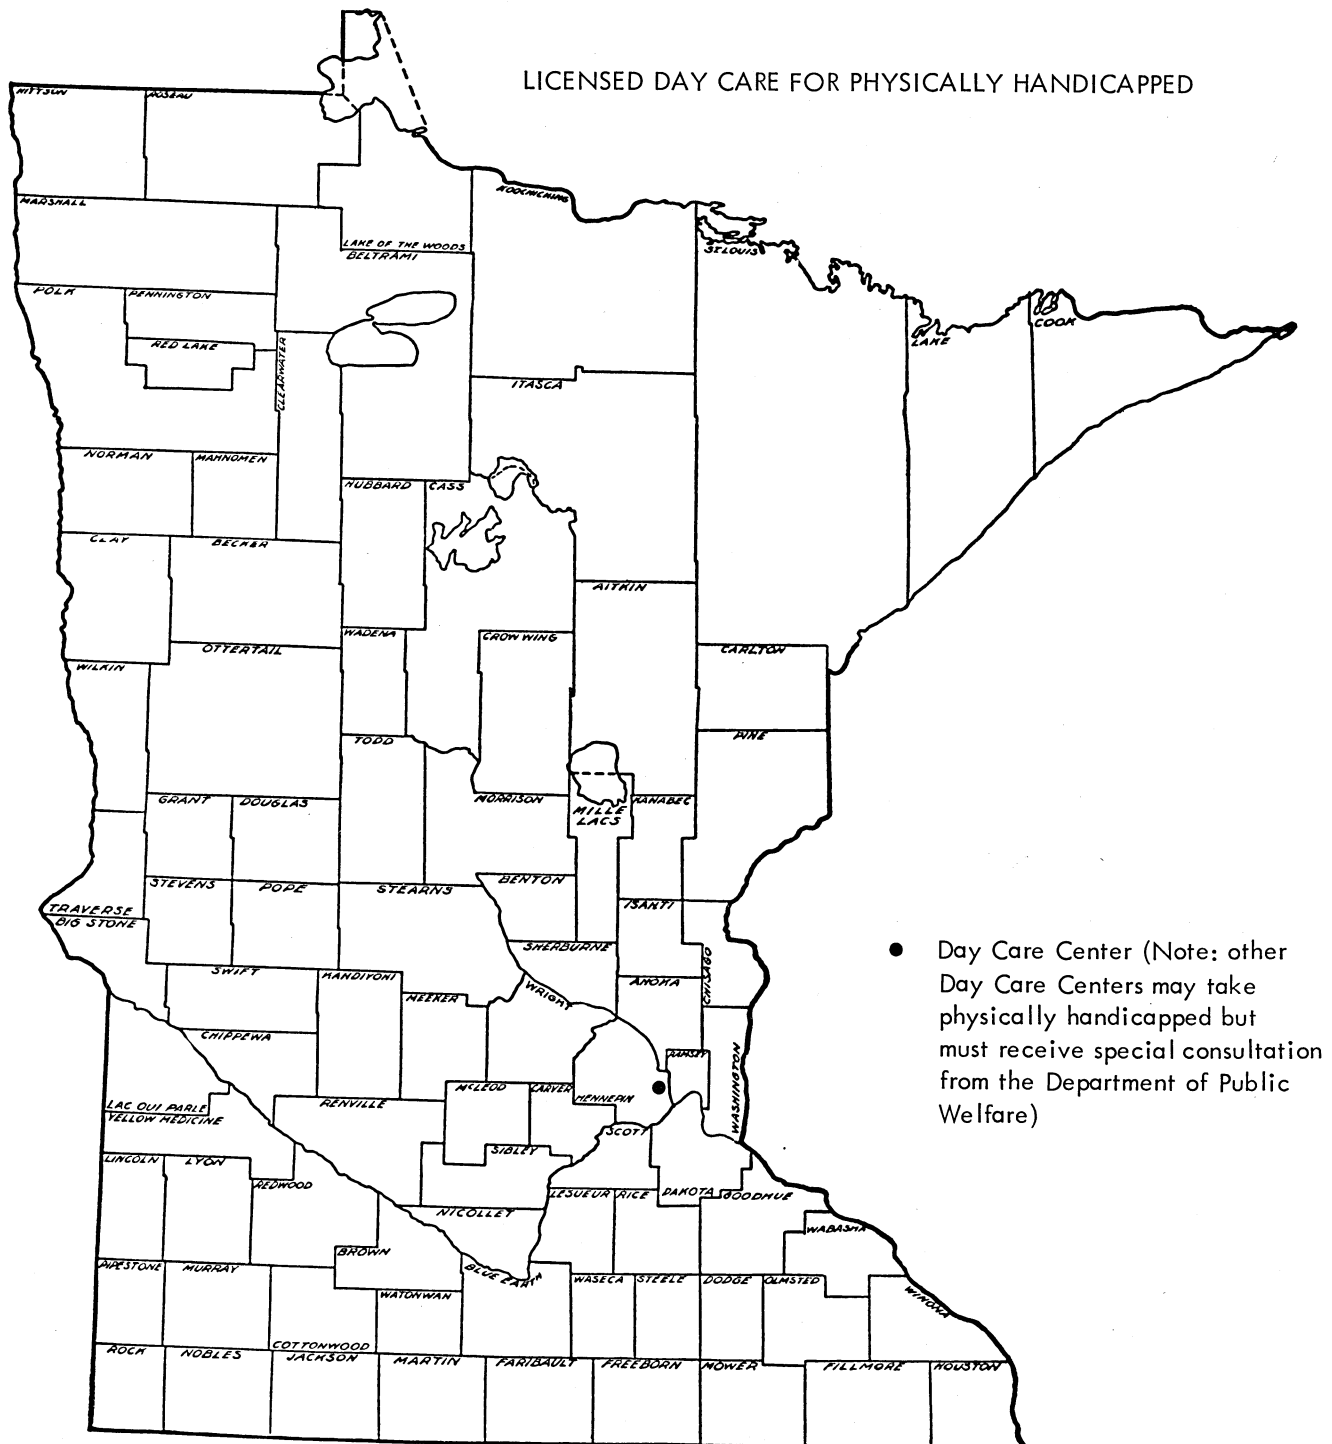 LICENSED DAY CARE FOR PHYSICALLY HANDICAPPED
KITTSON
ROSEAU
KOOCHICHING
MARSHALL
LAKE OF THE WOODS
BELTRAMI
ST. LOUIS
POLK
PENNINGTON
COOK
LAKE
RED LAKE
CLEARWATER
ITASCA
NORMAN
MAHNOMEN
HUBBARD
CASS
CLAY
BECKER
AITKIN
WADENA
CROW WING
OTTERTAIL
CARLTON
WILKIN
TODD
PINE
GRANT
DOUGLAS
MORRISON
MILLE
LACS
KANABEC
STEVENS
POPE
STEARNS
BENTON
TRAVERSE
BIG STONE
ISANTI
SHERBURNE
CHISAGO
SWIFT
KANDIYOHI
MEEKER
WRIGHT
ANOKA
CHIPPEWA
RAMSEY
WASHINGTON
McLEOD
CARVER
HENNEPIN
LAC QUI PARLE
YELLOW MEDICINE
RENVILLE
SCOTT
SIBLEY
LINCOLN
LYON
REDWOOD
LESUEUR
RICE
DAKOTA
GOODHUE
NICOLLET
WABASHA
BROWN
PIPESTONE
MURRAY
BLUE EARTH
WASECA
STEELE
DODGE
OLMSTED
WATONWAN
WINONA
COTTONWOOD
ROCK
NOBLES
JACKSON
MARTIN
FARIBAULT
FREEBORN
MOWER
FILLMORE
HOUSTON
● Day Care Center (Note: other
Day Care Centers may take
physically handicapped but
must receive special consultation
from the Department of Public
Welfare)